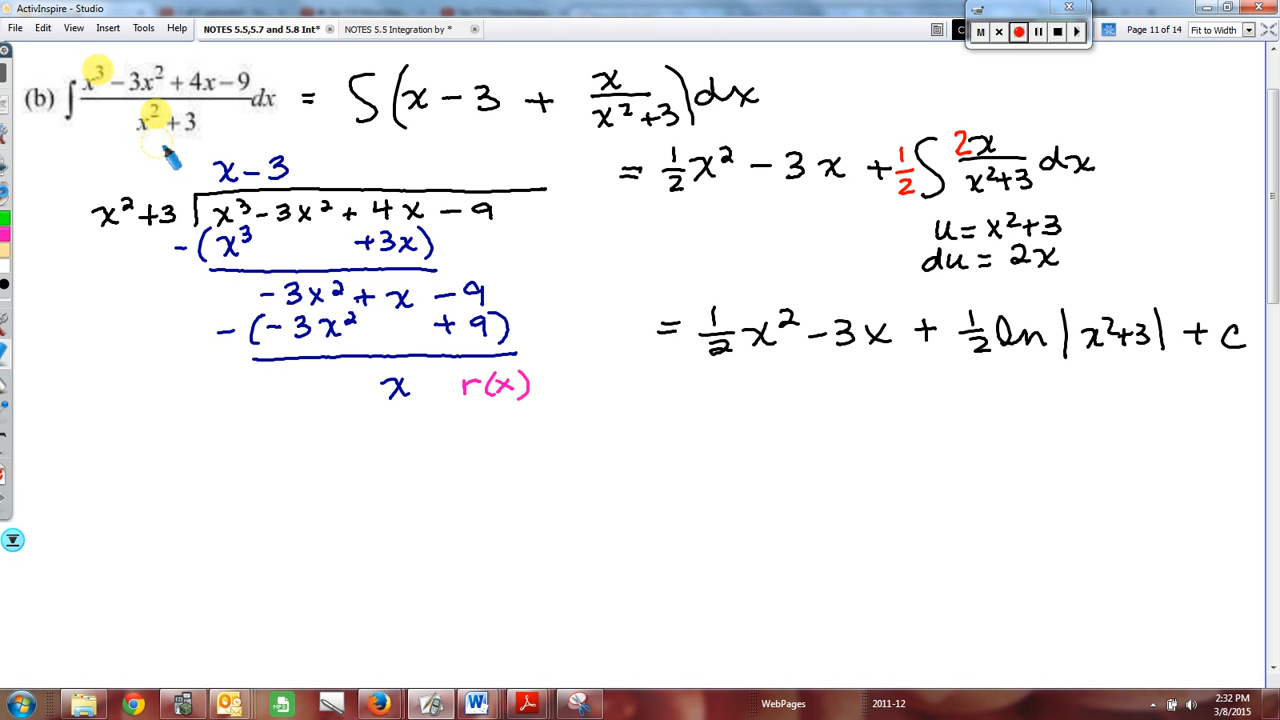 ActivInspire - Studio
File Edit View Insert Tools Help
NOTES 5.5,5.7 and 5.8 Int*
NOTES 5.5 Integration by *
M
Page 11 of 14
Fit to Width
(b) ∫ (x³ − 3x² + 4x − 9)/(x² + 3) dx = ∫(x − 3 + x/(x²+3))dx
= ½x² − 3x + ½∫ 2x/(x²+3) dx
u = x²+3
du = 2x
= ½x² − 3x + ½ln|x²+3| + c
x − 3
x² + 3 x³ − 3x² + 4x − 9
−(x³ + 3x)
−3x² + x − 9
−(−3x² + 9)
x r(x)
WebPages
2011-12
2:32 PM
3/8/2015